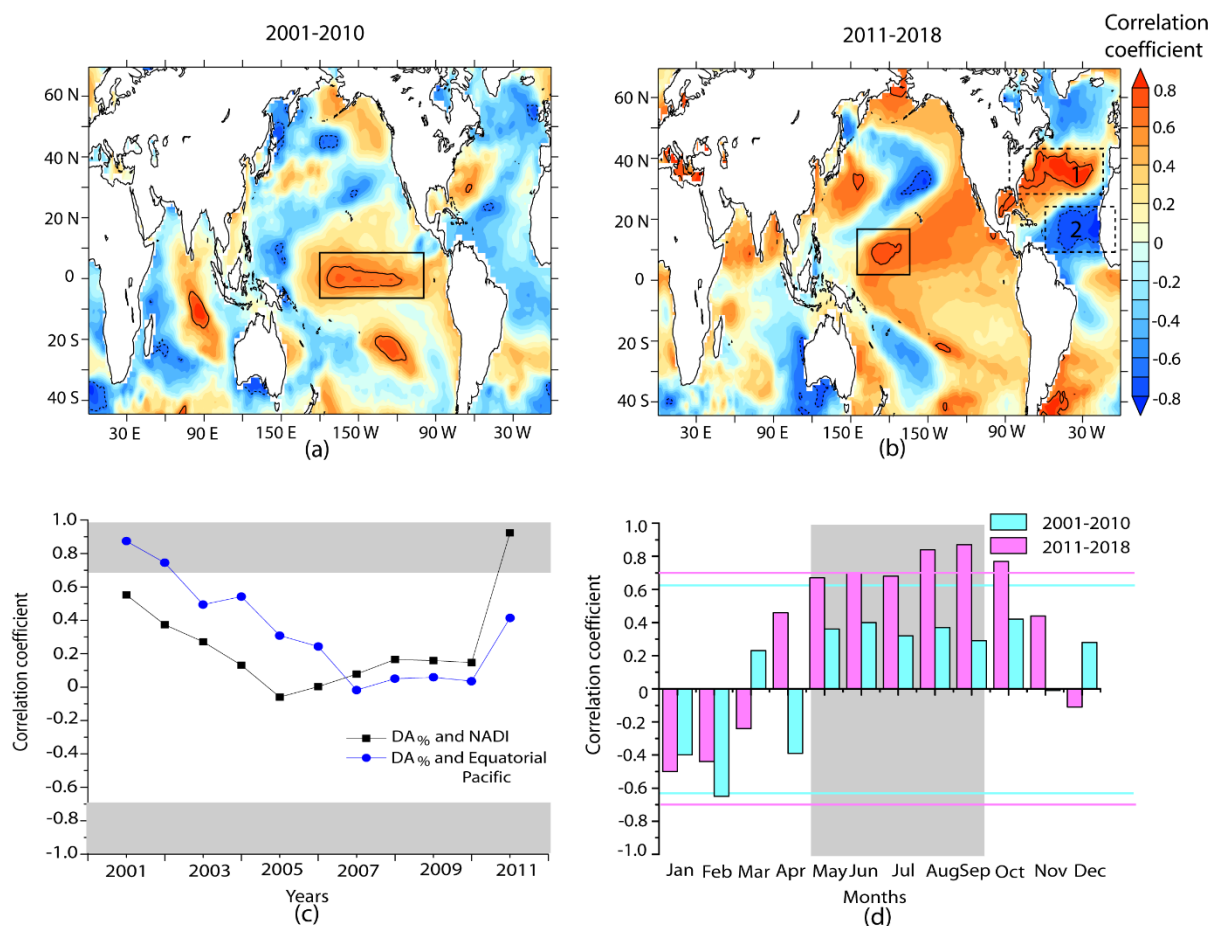 2001-2010
2011-2018
Correlation
coefficient
60 N
40 N
20 N
0
20 S
40 S
30 E
90 E
150 E
150 W
90 W
30 W
(a)
60 N
40 N
20 N
0
20 S
40 S
1
2
30 E
90 E
150 E
150 W
90 W
30 W
(b)
0.8
0.6
0.4
0.2
0
-0.2
-0.4
-0.6
-0.8
Correlation coefficient
1.0
0.8
0.6
0.4
0.2
0
-0.2
-0.4
-0.6
-0.8
-1.0
DA% and NADI
DA% and Equatorial
Pacific
2001
2003
2005
2007
2009
2011
Years
(c)
Correlation coefficient
1.0
0.8
0.6
0.4
0.2
0
-0.2
-0.4
-0.6
-0.8
-1.0
2001-2010
2011-2018
Jan
Feb
Mar
Apr
May
Jun
Jul
Aug
Sep
Oct
Nov
Dec
Months
(d)